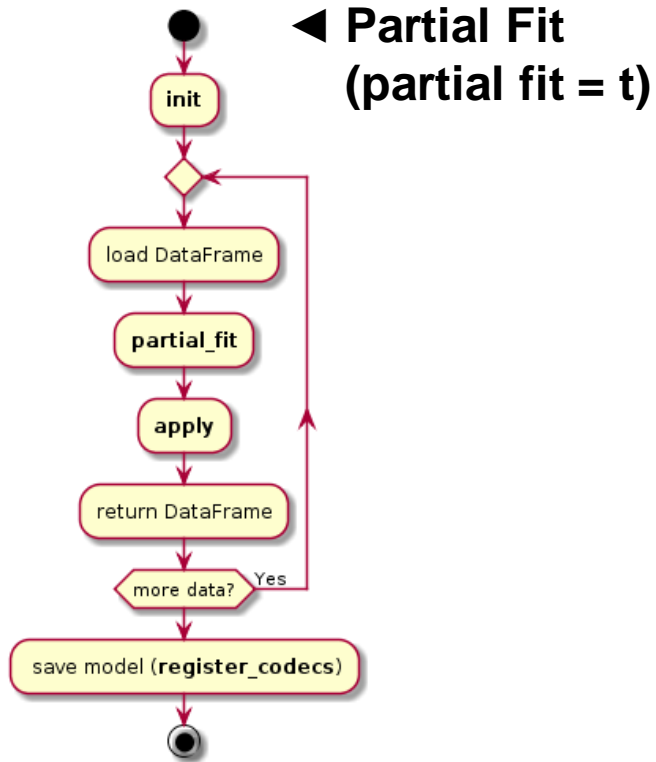 ◄ Partial Fit
(partial fit = t)
init
load DataFrame
partial_fit
apply
return DataFrame
more data?
Yes
save model (register_codecs)